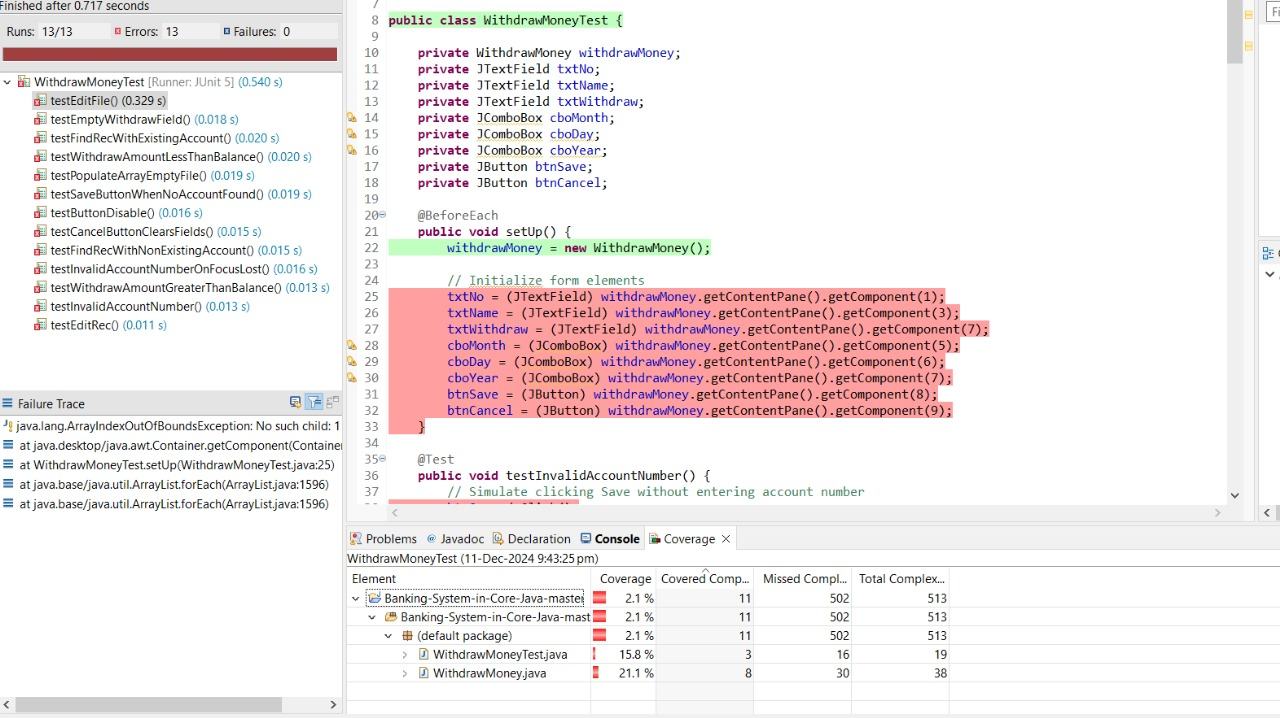 Finished after 0.717 seconds
Runs: 13/13 Errors: 13 Failures: 0
WithdrawMoneyTest [Runner: JUnit 5] (0.540 s)
testEditFile() (0.329 s)
testEmptyWithdrawField() (0.018 s)
testFindRecWithExistingAccount() (0.020 s)
testWithdrawAmountLessThanBalance() (0.020 s)
testPopulateArrayEmptyFile() (0.019 s)
testSaveButtonWhenNoAccountFound() (0.019 s)
testButtonDisable() (0.016 s)
testCancelButtonClearsFields() (0.015 s)
testFindRecWithNonExistingAccount() (0.015 s)
testInvalidAccountNumberOnFocusLost() (0.016 s)
testWithdrawAmountGreaterThanBalance() (0.013 s)
testInvalidAccountNumber() (0.013 s)
testEditRec() (0.011 s)
Failure Trace
java.lang.ArrayIndexOutOfBoundsException: No such child: 1
at java.desktop/java.awt.Container.getComponent(Container
at WithdrawMoneyTest.setUp(WithdrawMoneyTest.java:25)
at java.base/java.util.ArrayList.forEach(ArrayList.java:1596)
at java.base/java.util.ArrayList.forEach(ArrayList.java:1596)
7
8 public class WithdrawMoneyTest {
9
10 private WithdrawMoney withdrawMoney;
11 private JTextField txtNo;
12 private JTextField txtName;
13 private JTextField txtWithdraw;
14 private JComboBox cboMonth;
15 private JComboBox cboDay;
16 private JComboBox cboYear;
17 private JButton btnSave;
18 private JButton btnCancel;
19
20 @BeforeEach
21 public void setUp() {
22 withdrawMoney = new WithdrawMoney();
23
24 // Initialize form elements
25 txtNo = (JTextField) withdrawMoney.getContentPane().getComponent(1);
26 txtName = (JTextField) withdrawMoney.getContentPane().getComponent(3);
27 txtWithdraw = (JTextField) withdrawMoney.getContentPane().getComponent(7);
28 cboMonth = (JComboBox) withdrawMoney.getContentPane().getComponent(5);
29 cboDay = (JComboBox) withdrawMoney.getContentPane().getComponent(6);
30 cboYear = (JComboBox) withdrawMoney.getContentPane().getComponent(7);
31 btnSave = (JButton) withdrawMoney.getContentPane().getComponent(8);
32 btnCancel = (JButton) withdrawMoney.getContentPane().getComponent(9);
33 }
34
35 @Test
36 public void testInvalidAccountNumber() {
37 // Simulate clicking Save without entering account number
Problems Javadoc Declaration Console Coverage
WithdrawMoneyTest (11-Dec-2024 9:43:25 pm)
Element Coverage Covered Comp... Missed Compl... Total Complex...
Banking-System-in-Core-Java-master 2.1 % 11 502 513
Banking-System-in-Core-Java-mast 2.1 % 11 502 513
(default package) 2.1 % 11 502 513
WithdrawMoneyTest.java 15.8 % 3 16 19
WithdrawMoney.java 21.1 % 8 30 38